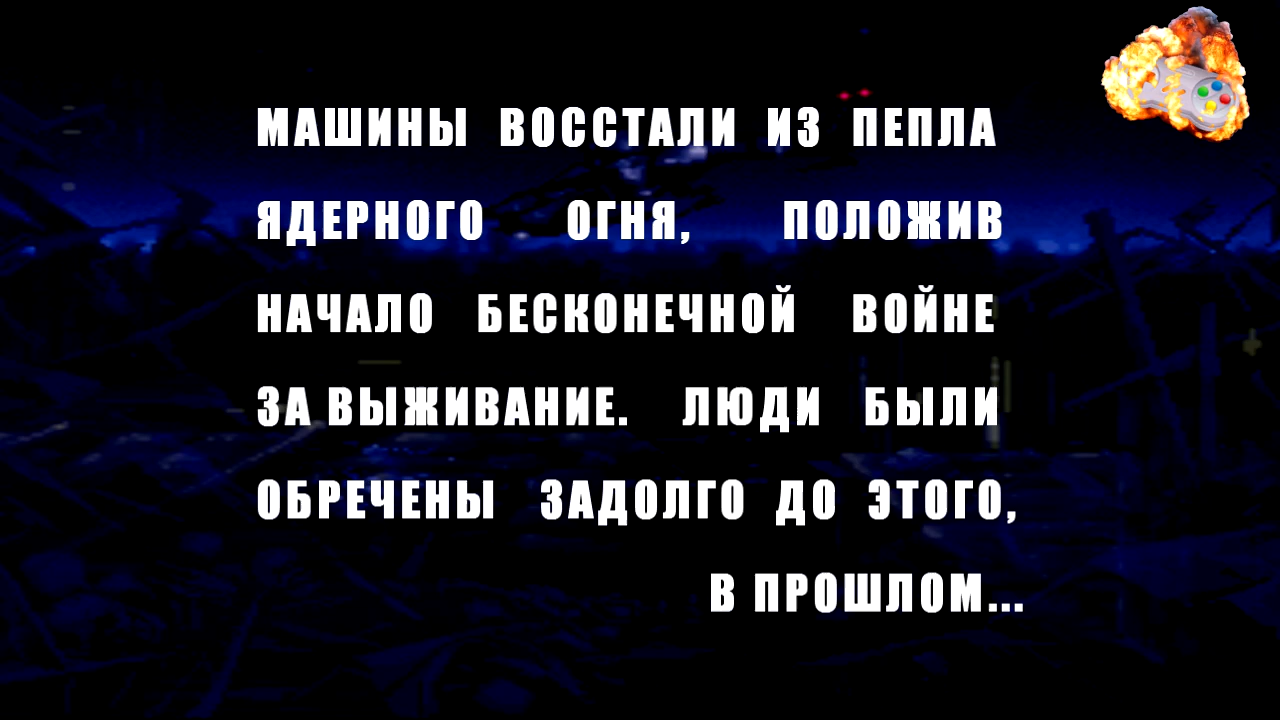 МАШИНЫ ВОССТАЛИ ИЗ ПЕПЛА
ЯДЕРНОГО ОГНЯ, ПОЛОЖИВ
НАЧАЛО БЕСКОНЕЧНОЙ ВОЙНЕ
ЗА ВЫЖИВАНИЕ. ЛЮДИ БЫЛИ
ОБРЕЧЕНЫ ЗАДОЛГО ДО ЭТОГО,
В ПРОШЛОМ...